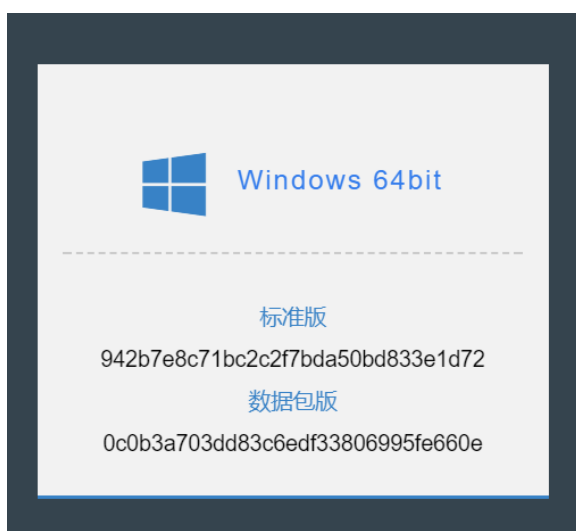 Windows 64bit
标准版
942b7e8c71bc2c2f7bda50bd833e1d72
数据包版
0c0b3a703dd83c6edf33806995fe660e